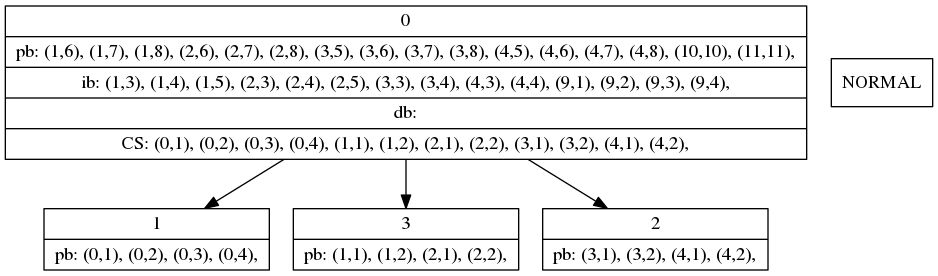 0
pb: (1,6), (1,7), (1,8), (2,6), (2,7), (2,8), (3,5), (3,6), (3,7), (3,8), (4,5), (4,6), (4,7), (4,8), (10,10), (11,11),
ib: (1,3), (1,4), (1,5), (2,3), (2,4), (2,5), (3,3), (3,4), (4,3), (4,4), (9,1), (9,2), (9,3), (9,4),
db:
CS: (0,1), (0,2), (0,3), (0,4), (1,1), (1,2), (2,1), (2,2), (3,1), (3,2), (4,1), (4,2),
NORMAL
1
pb: (0,1), (0,2), (0,3), (0,4),
3
pb: (1,1), (1,2), (2,1), (2,2),
2
pb: (3,1), (3,2), (4,1), (4,2),